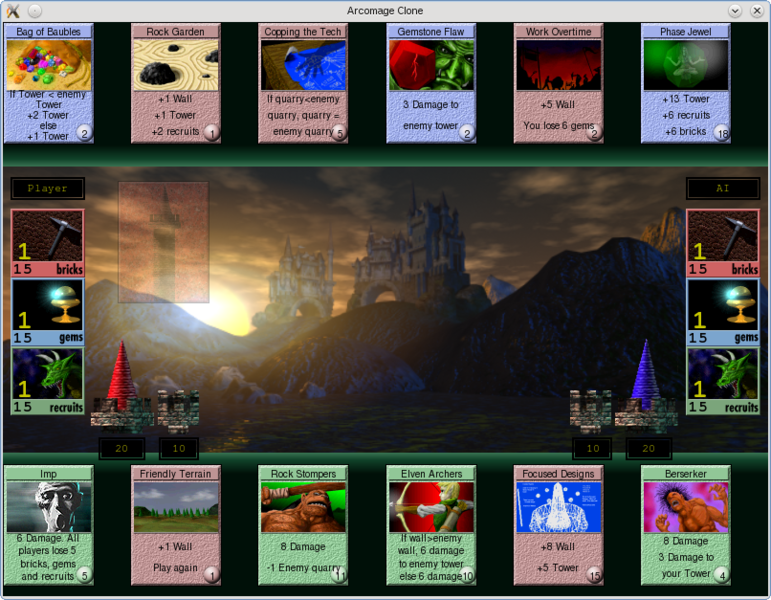 Arcomage Clone
Bag of Baubles
If Tower < enemy
Tower
+2 Tower
else
+1 Tower
2
Rock Garden
+1 Wall
+1 Tower
+2 recruits
1
Copping the Tech
If quarry<enemy
quarry, quarry =
enemy quarry
5
Gemstone Flaw
3 Damage to
enemy tower
2
Work Overtime
+5 Wall
You lose 6 gems
2
Phase Jewel
+13 Tower
+6 recruits
+6 bricks
18
Player
AI
1
15 bricks
1
15 gems
1
15 recruits
1
15 bricks
1
15 gems
1
15 recruits
20
10
10
20
Imp
6 Damage. All
players lose 5
bricks, gems
and recruits
5
Friendly Terrain
+1 Wall
Play again
1
Rock Stompers
8 Damage
-1 Enemy quarry
11
Elven Archers
If wall>enemy
wall, 6 damage
to enemy tower
else 6 damage
10
Focused Designs
+8 Wall
+5 Tower
15
Berserker
8 Damage
3 Damage to
your Tower
4